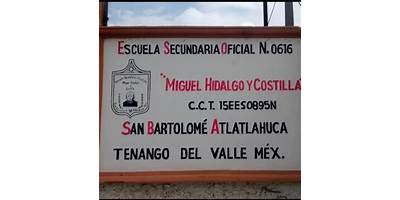 ESCUELA SECUNDARIA OFICIAL N.0616
"MIGUEL HIDALGO Y COSTILLA"
C.C.T. 15EES0895N
SAN BARTOLOMÉ ATLATLAHUCA
TENANGO DEL VALLE MÉX.